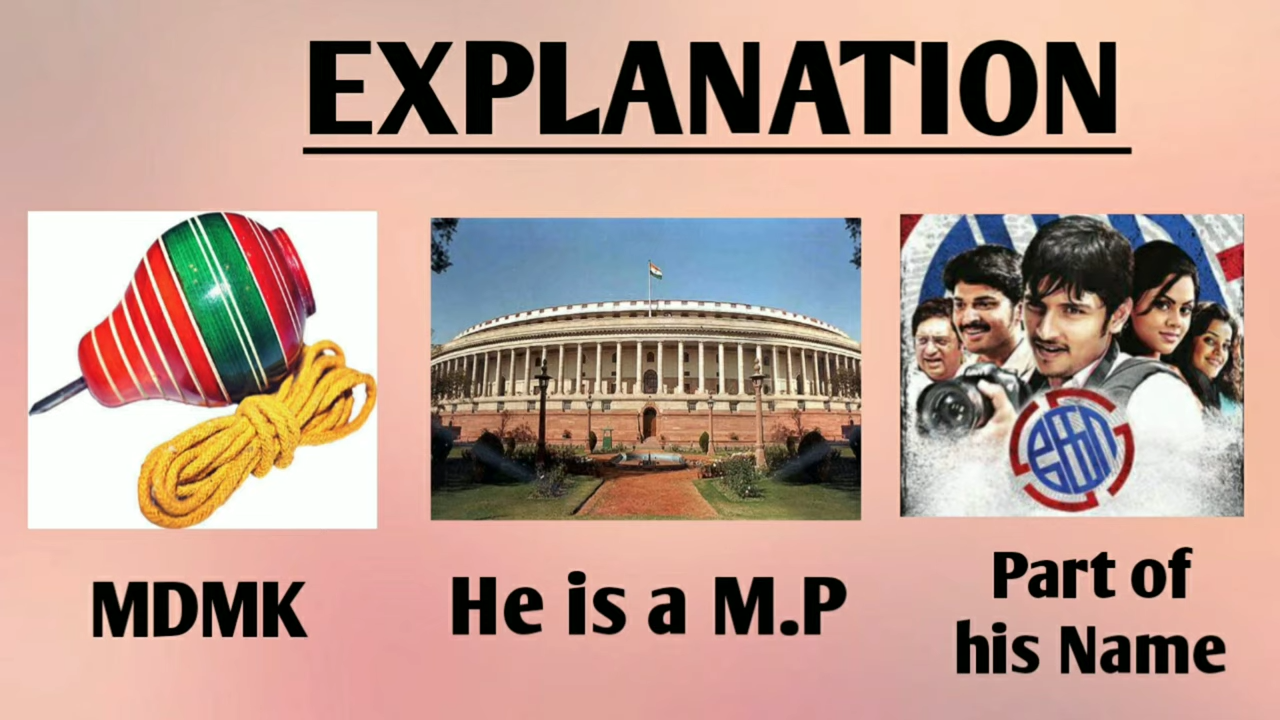 EXPLANATION
கோ
MDMK
He is a M.P
Part of
his Name